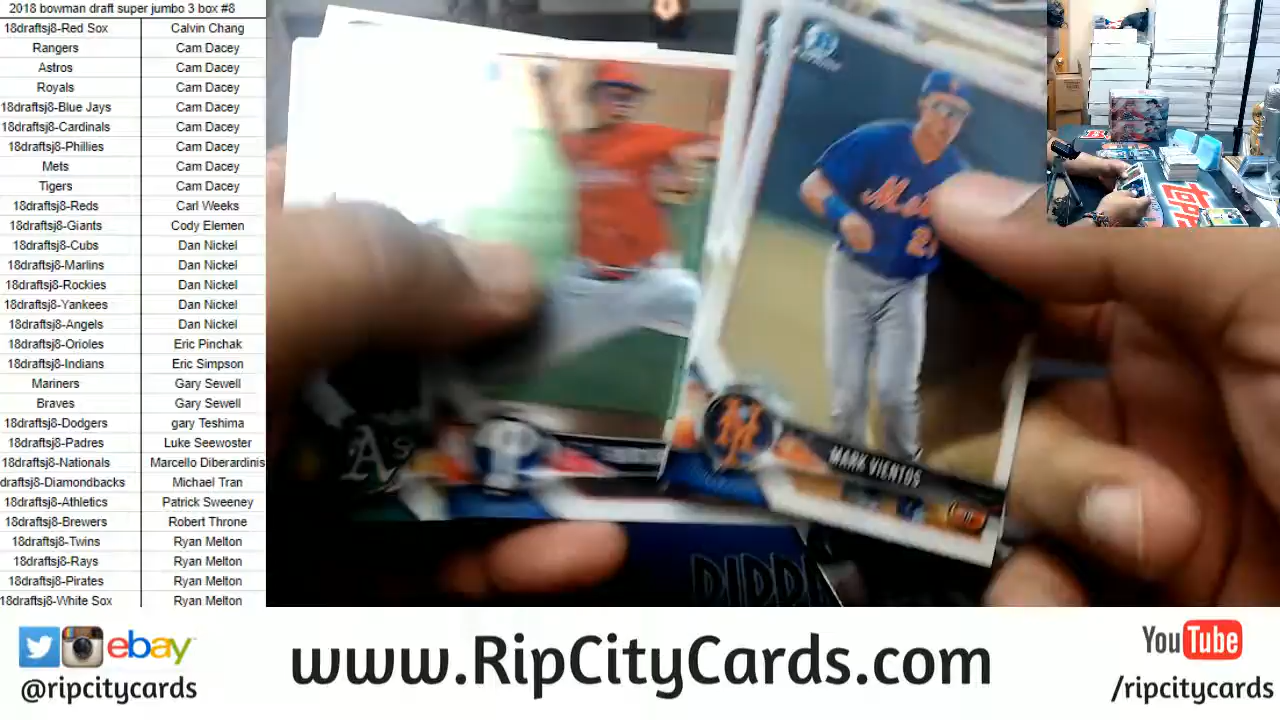 2018 bowman draft super jumbo 3 box #8
18draftsj8-Red Sox Calvin Chang
Rangers Cam Dacey
Astros Cam Dacey
Royals Cam Dacey
18draftsj8-Blue Jays Cam Dacey
18draftsj8-Cardinals Cam Dacey
18draftsj8-Phillies Cam Dacey
Mets Cam Dacey
Tigers Cam Dacey
18draftsj8-Reds Carl Weeks
18draftsj8-Giants Cody Elemen
18draftsj8-Cubs Dan Nickel
18draftsj8-Marlins Dan Nickel
18draftsj8-Rockies Dan Nickel
18draftsj8-Yankees Dan Nickel
18draftsj8-Angels Dan Nickel
18draftsj8-Orioles Eric Pinchak
18draftsj8-Indians Eric Simpson
Mariners Gary Sewell
Braves Gary Sewell
18draftsj8-Dodgers gary Teshima
18draftsj8-Padres Luke Seewoster
18draftsj8-Nationals Marcello Diberardinis
draftsj8-Diamondbacks Michael Tran
18draftsj8-Athletics Patrick Sweeney
18draftsj8-Brewers Robert Throne
18draftsj8-Twins Ryan Melton
18draftsj8-Rays Ryan Melton
18draftsj8-Pirates Ryan Melton
18draftsj8-White Sox Ryan Melton
Mets
MARK VIENTOS
A's
ebay
@ripcitycards
www.RipCityCards.com
YouTube
/ripcitycards